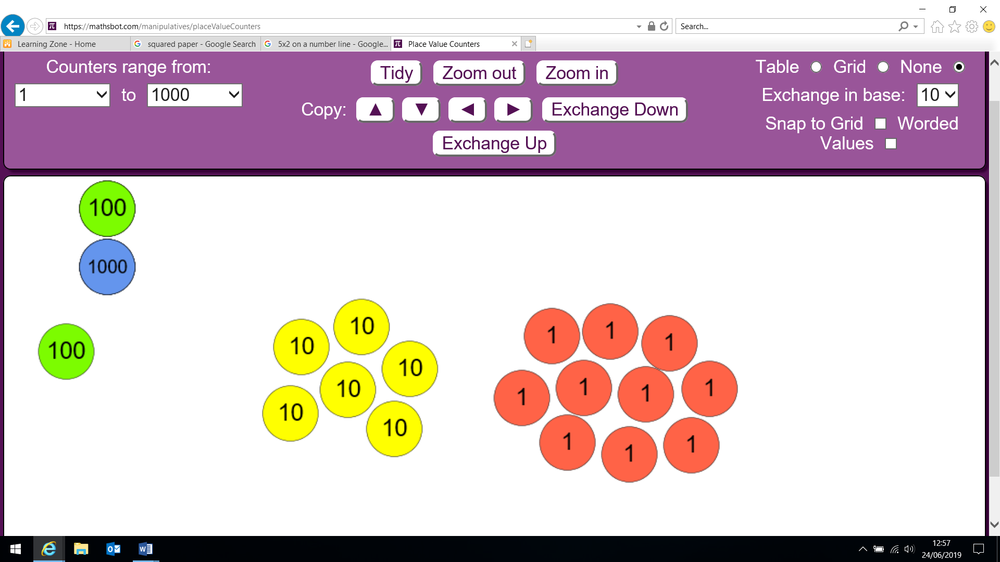 https://mathsbot.com/manipulatives/placeValueCounters
Search...
Learning Zone - Home
squared paper - Google Search
5x2 on a number line - Google...
Place Value Counters
Counters range from:
1 to 1000
Tidy Zoom out Zoom in
Copy: ▲ ▼ ◀ ▶ Exchange Down
Exchange Up
Table Grid None
Exchange in base: 10
Snap to Grid Worded
Values
100
1000
100
10
10
10
10
10
10
1
1
1
1
1
1
1
1
1
1
12:57
24/06/2019